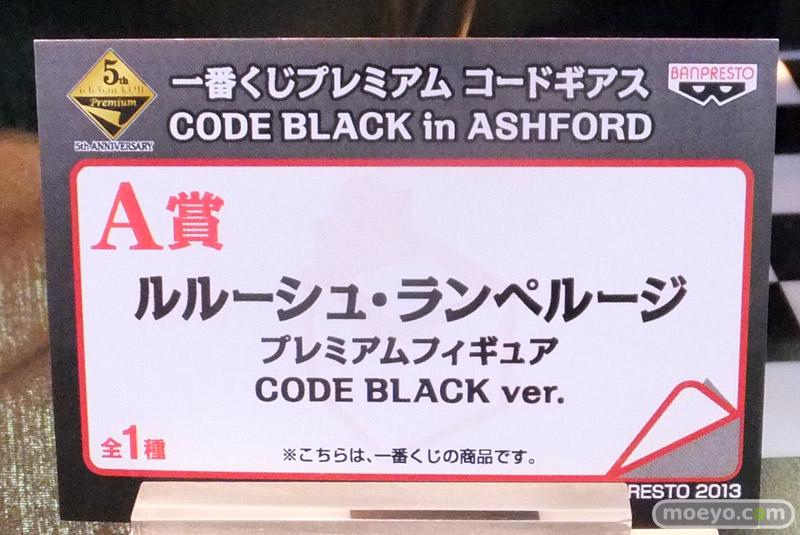 5th
Ichiban KUJI
Premium
5th ANNIVERSARY
一番くじプレミアム コードギアス
CODE BLACK in ASHFORD
BANPRESTO
A賞
ルルーシュ・ランペルージ
プレミアムフィギュア
CODE BLACK ver.
全1種
※こちらは、一番くじの商品です。
PRESTO 2013
moeyo.com